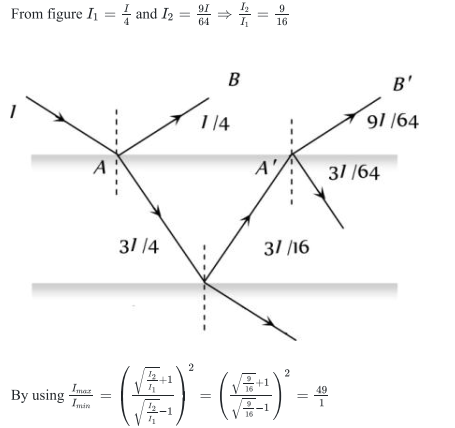 From figure I₁ = I/4 and I₂ = 9I/64 ⇒ I₂/I₁ = 9/16
B
B'
I
I/4
9I/64
A
A'
3I/64
3I/4
3I/16
By using Iₘₐₓ/Iₘᵢₙ = ((√(I₂/I₁)+1)/(√(I₂/I₁)−1))² = ((√(9/16)+1)/(√(9/16)−1))² = 49/1